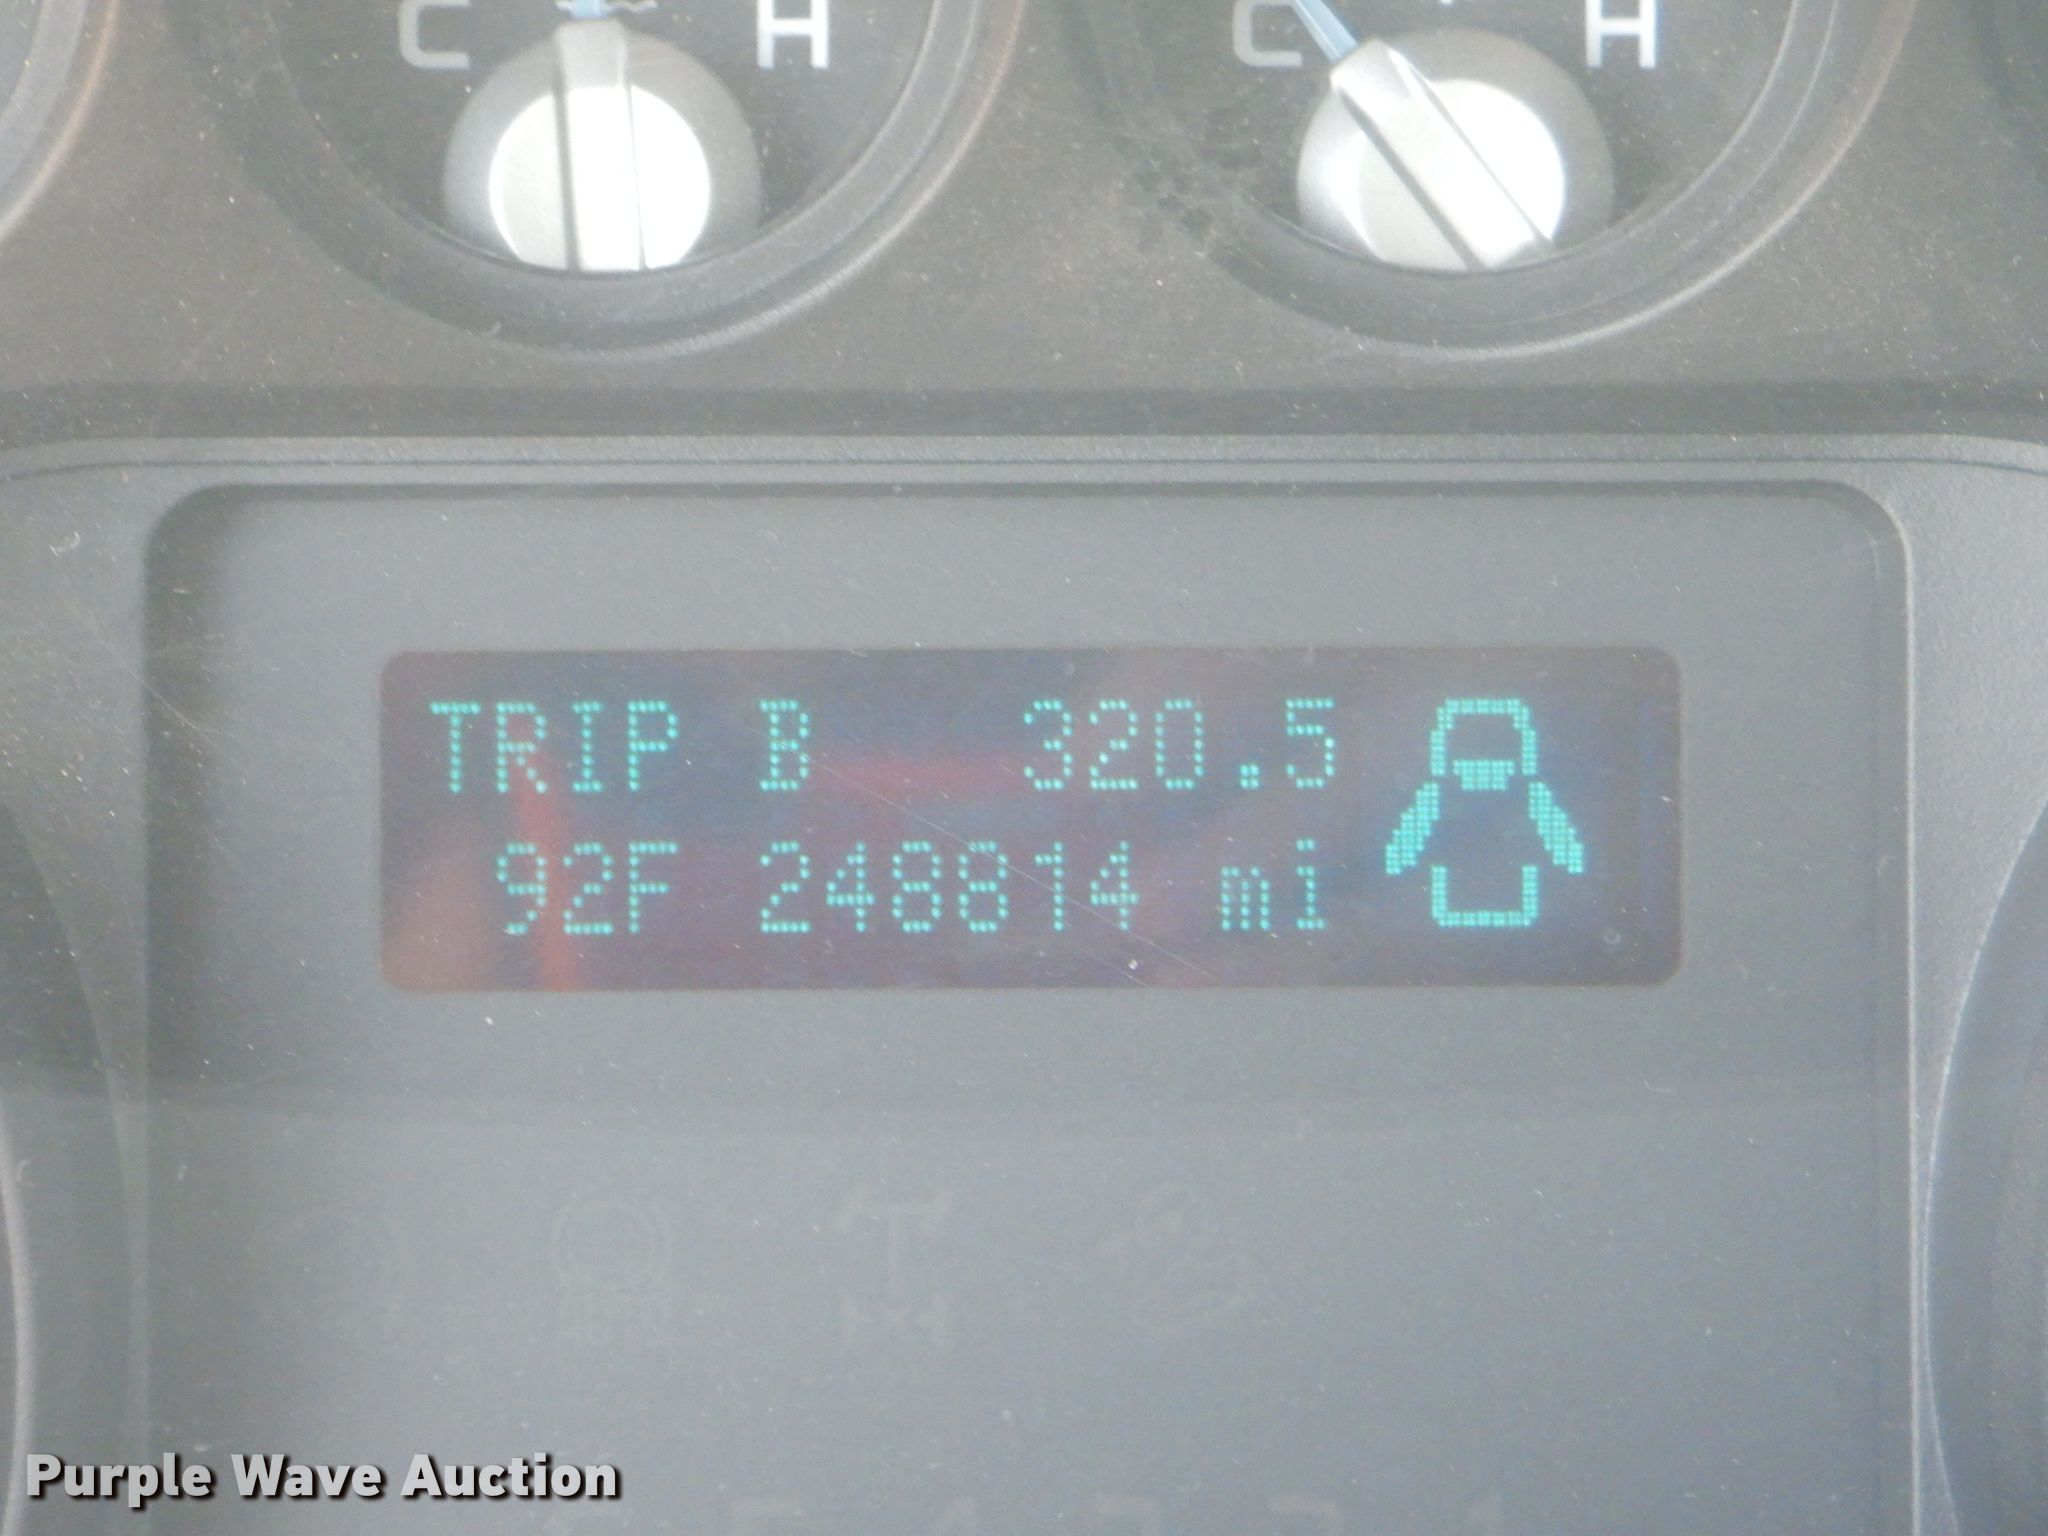 C H C H
TRIP B 320.5
92F 248814 mi
Purple Wave Auction